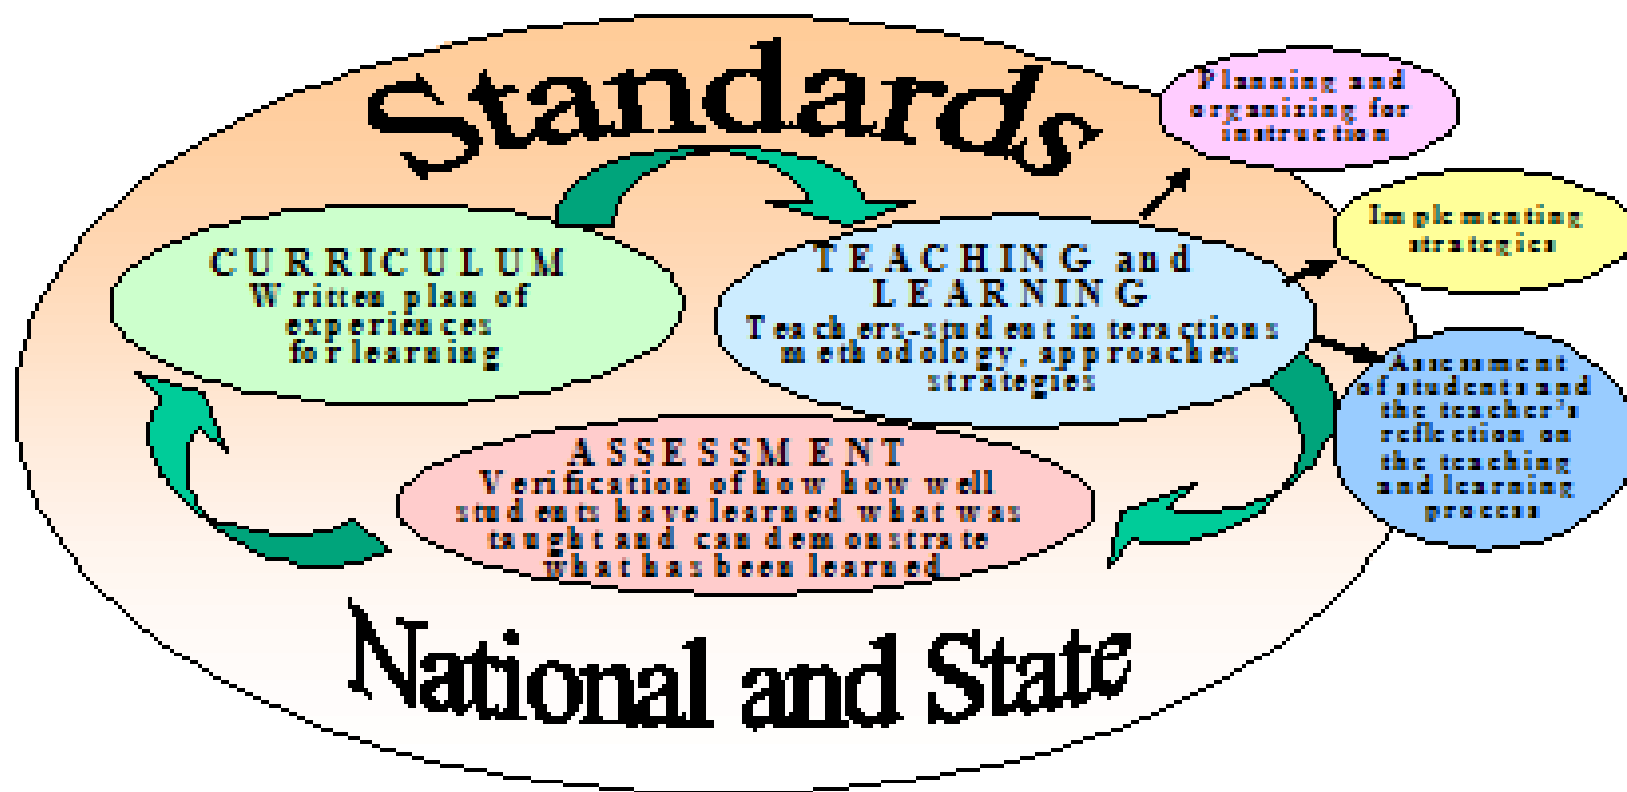 Standards
Planning and
organizing for
instruction
Implementing
strategies
CURRICULUM
Written plan of
experiences
for learning
TEACHING and
LEARNING
Teachers-student interactions
methodology, approaches
strategies
Assessment
of students and
the teacher's
reflection on
the teaching
and learning
process
ASSESSMENT
Verification of how how well
students have learned what was
taught and can demonstrate
what has been learned
National and State